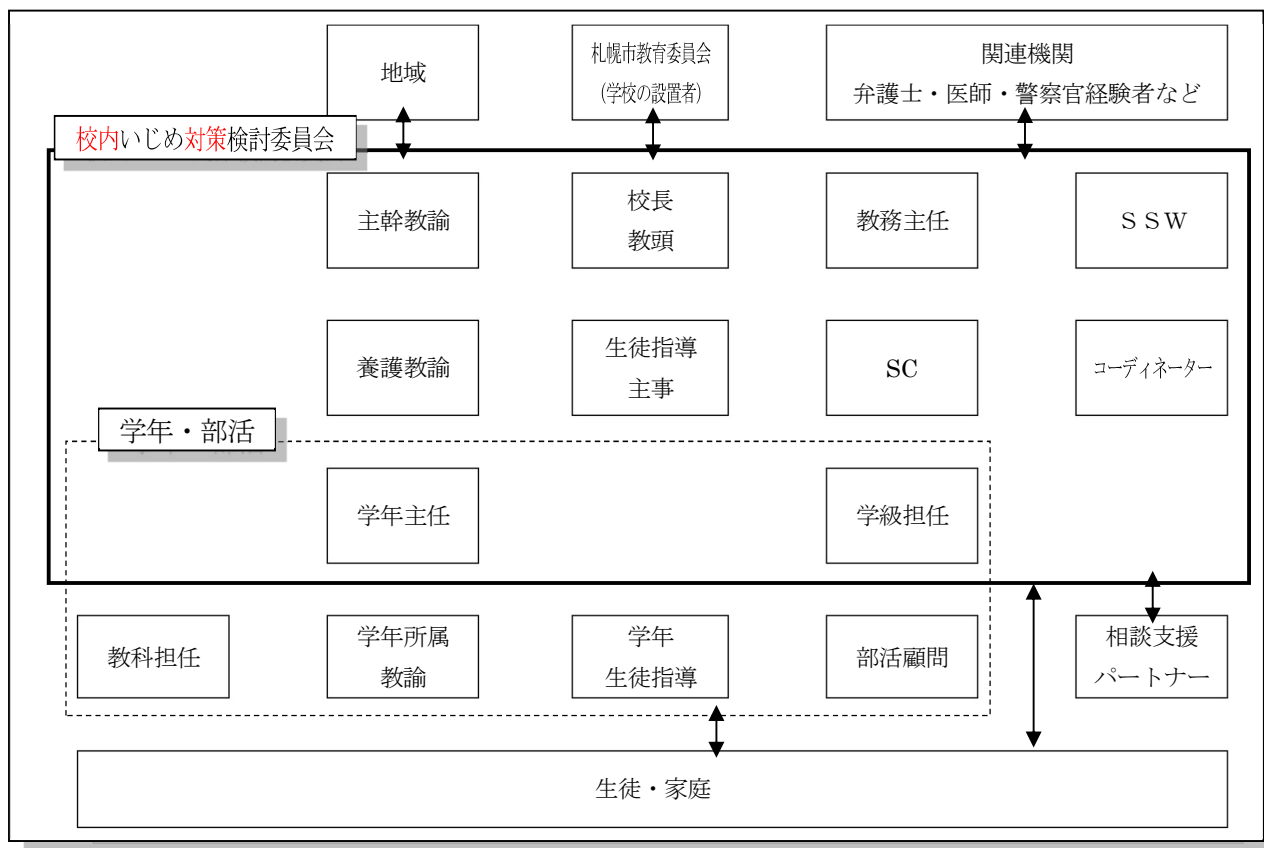 地域
札幌市教育委員会
(学校の設置者)
関連機関
弁護士・医師・警察官経験者など
校内いじめ対策検討委員会
主幹教諭
校長
教頭
教務主任
ＳＳＷ
養護教諭
生徒指導
主事
SC
コーディネーター
学年・部活
学年主任
学級担任
教科担任
学年所属
教諭
学年
生徒指導
部活顧問
相談支援
パートナー
生徒・家庭